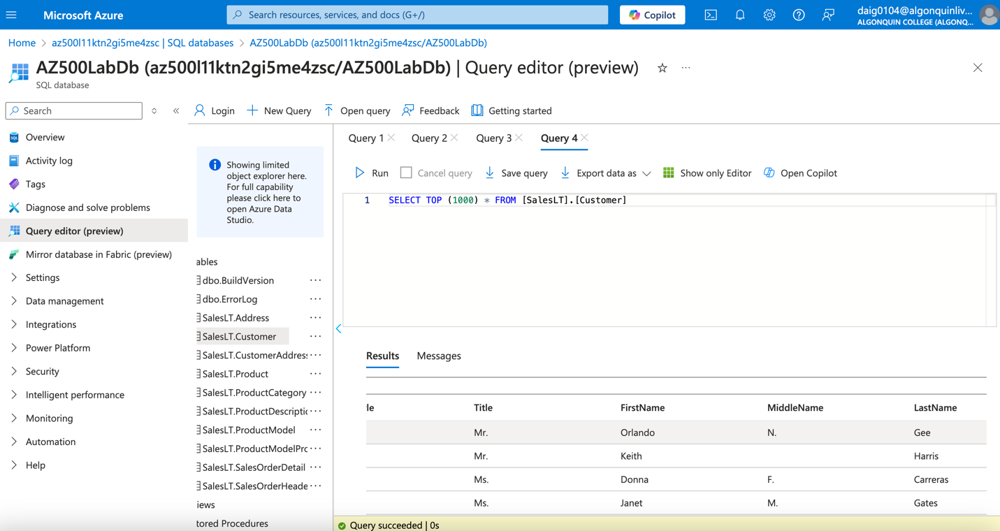 Microsoft Azure
Search resources, services, and docs (G+/)
Copilot
daig0104@algonquinliv...
ALGONQUIN COLLEGE (ALGONQ...
Home > az500l11ktn2gi5me4zsc | SQL databases > AZ500LabDb (az500l11ktn2gi5me4zsc/AZ500LabDb)
AZ500LabDb (az500l11ktn2gi5me4zsc/AZ500LabDb) | Query editor (preview)
SQL database
Search
Overview
Activity log
Tags
Diagnose and solve problems
Query editor (preview)
Mirror database in Fabric (preview)
Settings
Data management
Integrations
Power Platform
Security
Intelligent performance
Monitoring
Automation
Help
Login
New Query
Open query
Feedback
Getting started
Showing limited
object explorer here.
For full capability
please click here to
open Azure Data
Studio.
ables
dbo.BuildVersion ...
dbo.ErrorLog ...
SalesLT.Address ...
SalesLT.Customer ...
SalesLT.CustomerAddres ...
SalesLT.Product ...
SalesLT.ProductCategory ...
SalesLT.ProductDescriptic ...
SalesLT.ProductModel ...
SalesLT.ProductModelPrc ...
SalesLT.SalesOrderDetail ...
SalesLT.SalesOrderHeade ...
iews
tored Procedures
Query 1 Query 2 Query 3 Query 4
Run Cancel query Save query Export data as Show only Editor Open Copilot
1 SELECT TOP (1000) * FROM [SalesLT].[Customer]
Results Messages
le Title FirstName MiddleName LastName
Mr. Orlando N. Gee
Mr. Keith Harris
Ms. Donna F. Carreras
Ms. Janet M. Gates
Query succeeded | 0s